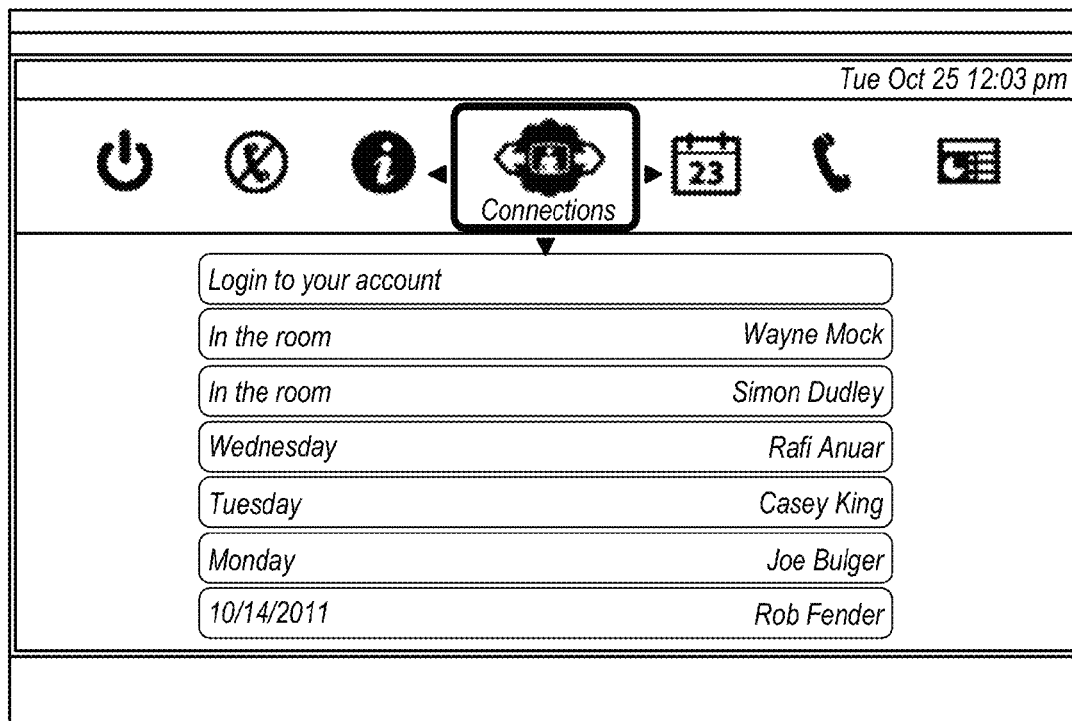 Tue Oct 25 12:03 pm
23
Connections
Login to your account
In the room Wayne Mock
In the room Simon Dudley
Wednesday Rafi Anuar
Tuesday Casey King
Monday Joe Bulger
10/14/2011 Rob Fender